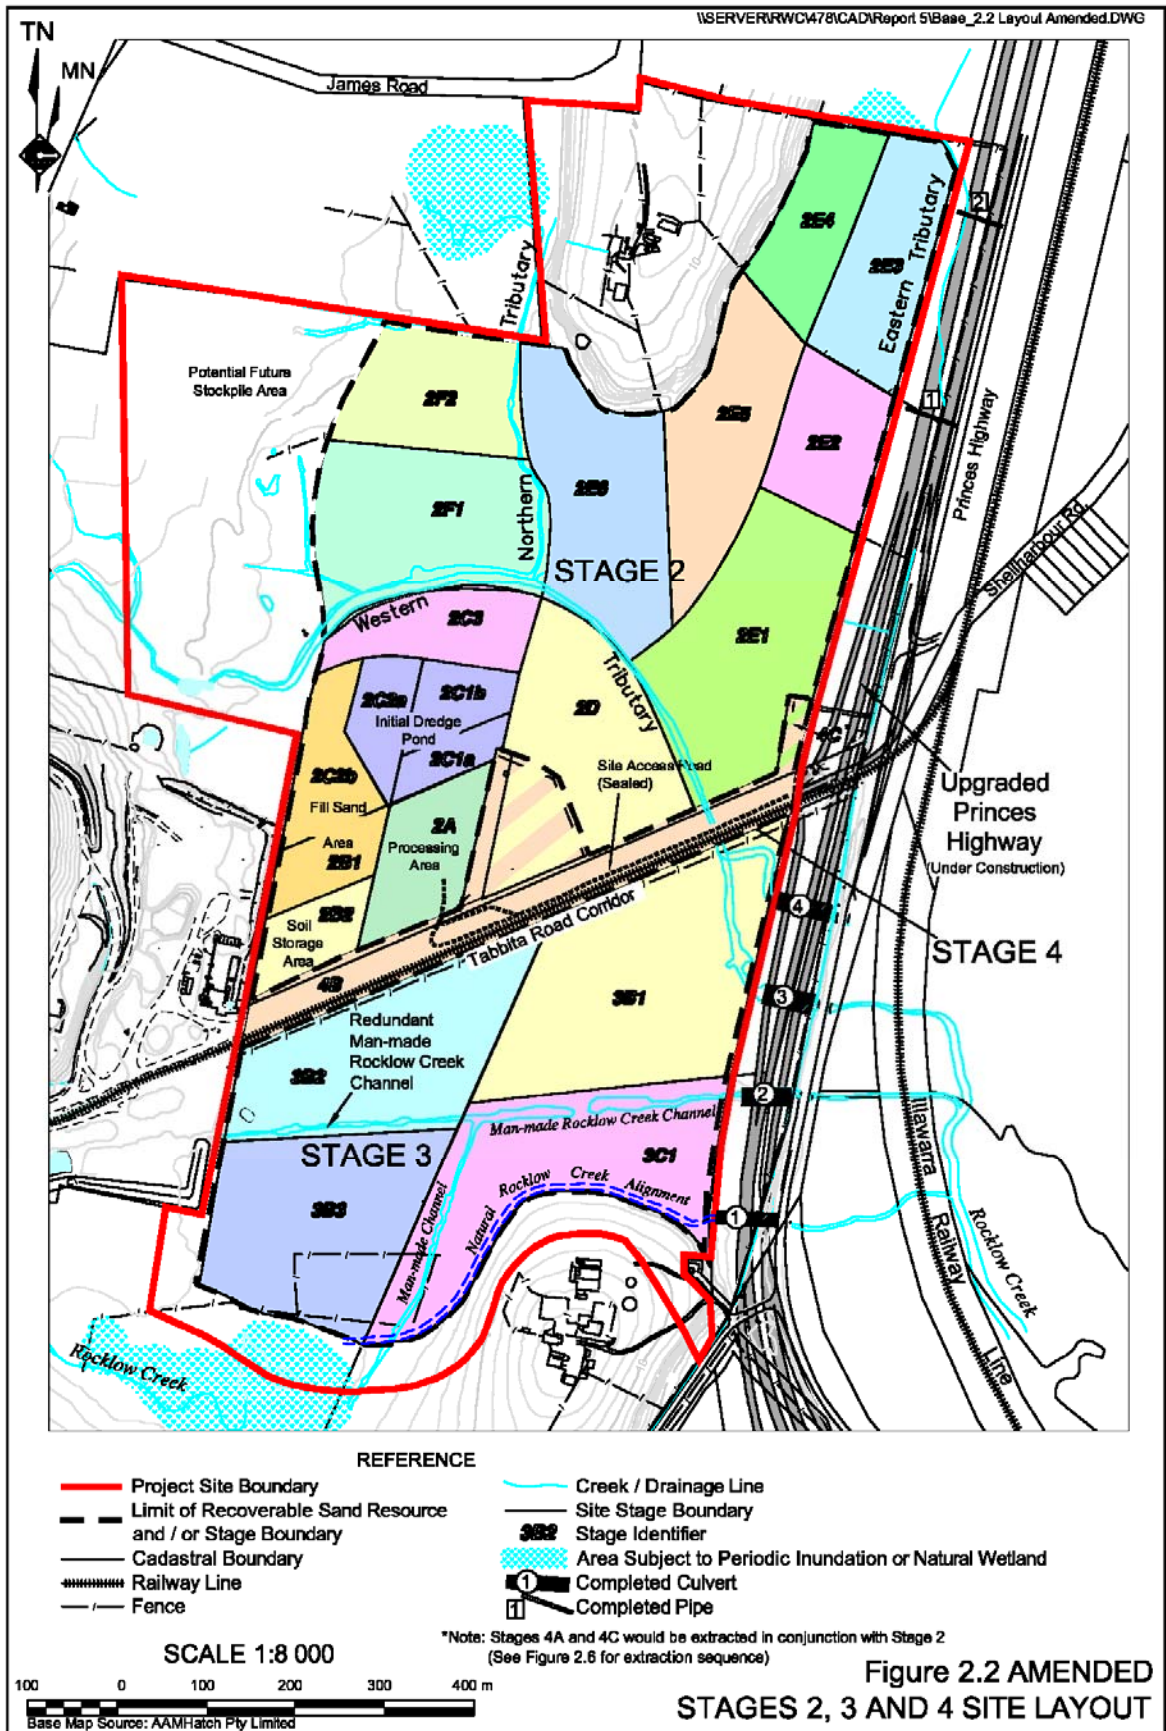 \\SERVER\RWC\478\CAD\Report 5\Base_2.2 Layout Amended.DWG
TN
MN
James Road
2
2E4
2E3
Eastern Tributary
Tributary
Potential Future
Stockpile Area
2F2
2E5
1
2E2
Princes Highway
2E6
2F1
Northern
Shellharbour Rd.
STAGE 2
Western
2C3
2E1
Tributary
2C2a
2C1b
2D
Initial Dredge
Pond
4C
2C1a
Site Access Road
(Sealed)
2C2b
Fill Sand
Area
2B1
2A
Processing
Area
Upgraded
Princes
Highway
(Under Construction)
2B2
Soil
Storage
Area
Tabbita Road Corridor
4
STAGE 4
4B
3B1
3
Redundant
Man-made
Rocklow Creek
Channel
3B2
2
Man-made Rocklow Creek Channel
STAGE 3
3C1
Illawarra
Railway
Line
3B3
Man-made Channel
Natural Rocklow Creek Alignment
1
Rocklow Creek
Rocklow Creek
REFERENCE
Project Site Boundary
Limit of Recoverable Sand Resource
and / or Stage Boundary
Cadastral Boundary
Railway Line
Fence
Creek / Drainage Line
Site Stage Boundary
3B2 Stage Identifier
Area Subject to Periodic Inundation or Natural Wetland
1 Completed Culvert
1 Completed Pipe
*Note: Stages 4A and 4C would be extracted in conjunction with Stage 2
(See Figure 2.6 for extraction sequence)
SCALE 1:8 000
100 0 100 200 300 400 m
Base Map Source: AAMHatch Pty Limited
Figure 2.2 AMENDED
STAGES 2, 3 AND 4 SITE LAYOUT